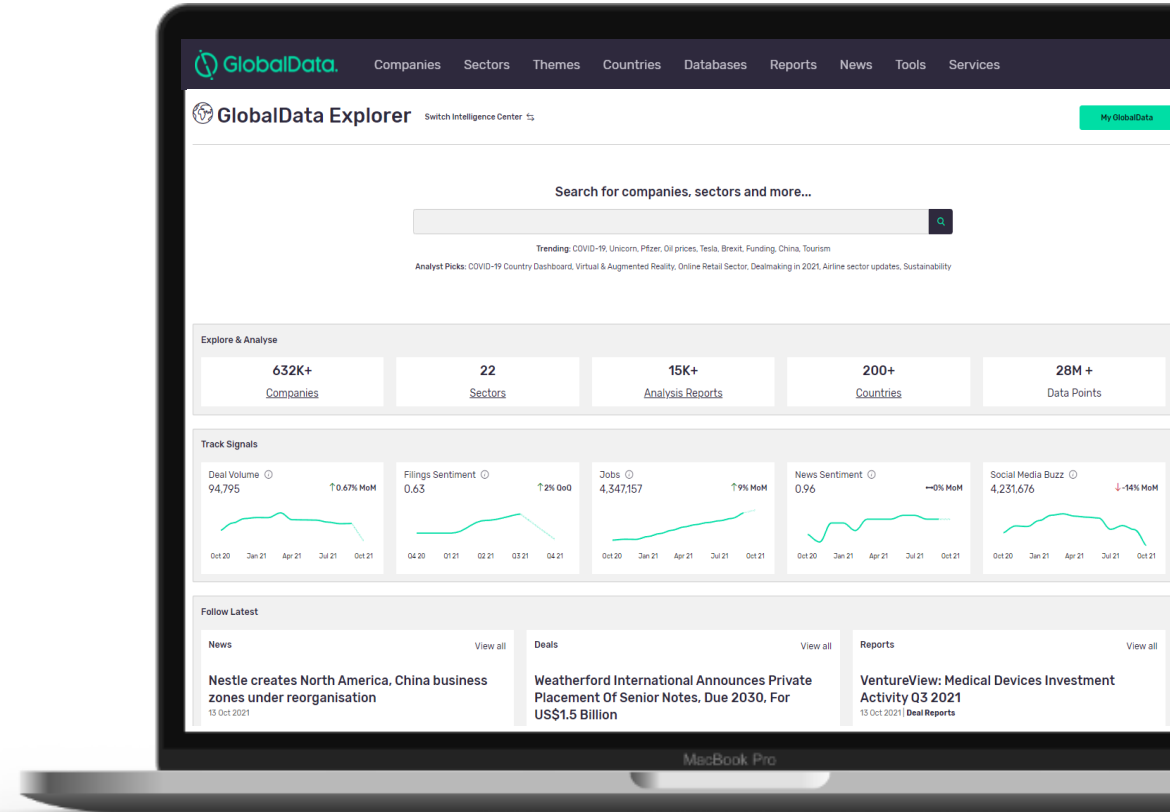 GlobalData.
Companies Sectors Themes Countries Databases Reports News Tools Services
GlobalData Explorer Switch Intelligence Center
My GlobalData
Search for companies, sectors and more...
Trending: COVID-19, Unicorn, Pfizer, Oil prices, Tesla, Brexit, Funding, China, Tourism
Analyst Picks: COVID-19 Country Dashboard, Virtual & Augmented Reality, Online Retail Sector, Dealmaking in 2021, Airline sector updates, Sustainability
Explore & Analyse
632K+ 22 15K+ 200+ 28M +
Companies Sectors Analysis Reports Countries Data Points
Track Signals
Deal Volume Filings Sentiment Jobs News Sentiment Social Media Buzz
94,795 ↑0.67% MoM 0.63 ↑2% QoQ 4,347,157 ↑9% MoM 0.96 0% MoM 4,231,676 ↓-14% MoM
Oct 20 Jan 21 Apr 21 Jul 21 Oct 21 Q4 20 Q1 21 Q2 21 Q3 21 Q4 21 Oct 20 Jan 21 Apr 21 Jul 21 Oct 21 Oct 20 Jan 21 Apr 21 Jul 21 Oct 21 Oct 20 Jan 21 Apr 21 Jul 21 Oct 21
Follow Latest
News View all
Nestle creates North America, China business
zones under reorganisation
13 Oct 2021
Deals View all
Weatherford International Announces Private
Placement Of Senior Notes, Due 2030, For
US$1.5 Billion
Reports View all
VentureView: Medical Devices Investment
Activity Q3 2021
13 Oct 2021 | Deal Reports
MacBook Pro